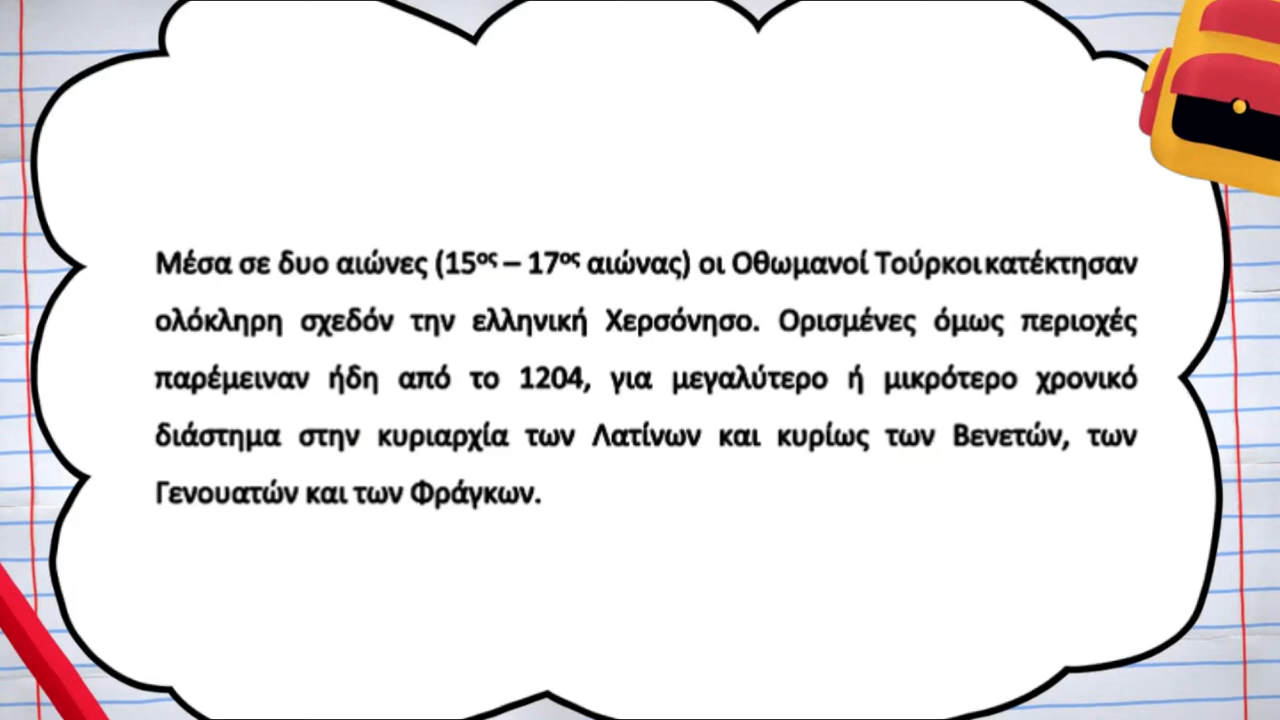 Μέσα σε δυο αιώνες (15ος – 17ος αιώνας) οι Οθωμανοί Τούρκοι κατέκτησαν
ολόκληρη σχεδόν την ελληνική Χερσόνησο. Ορισμένες όμως περιοχές
παρέμειναν ήδη από το 1204, για μεγαλύτερο ή μικρότερο χρονικό
διάστημα στην κυριαρχία των Λατίνων και κυρίως των Βενετών, των
Γενουατών και των Φράγκων.